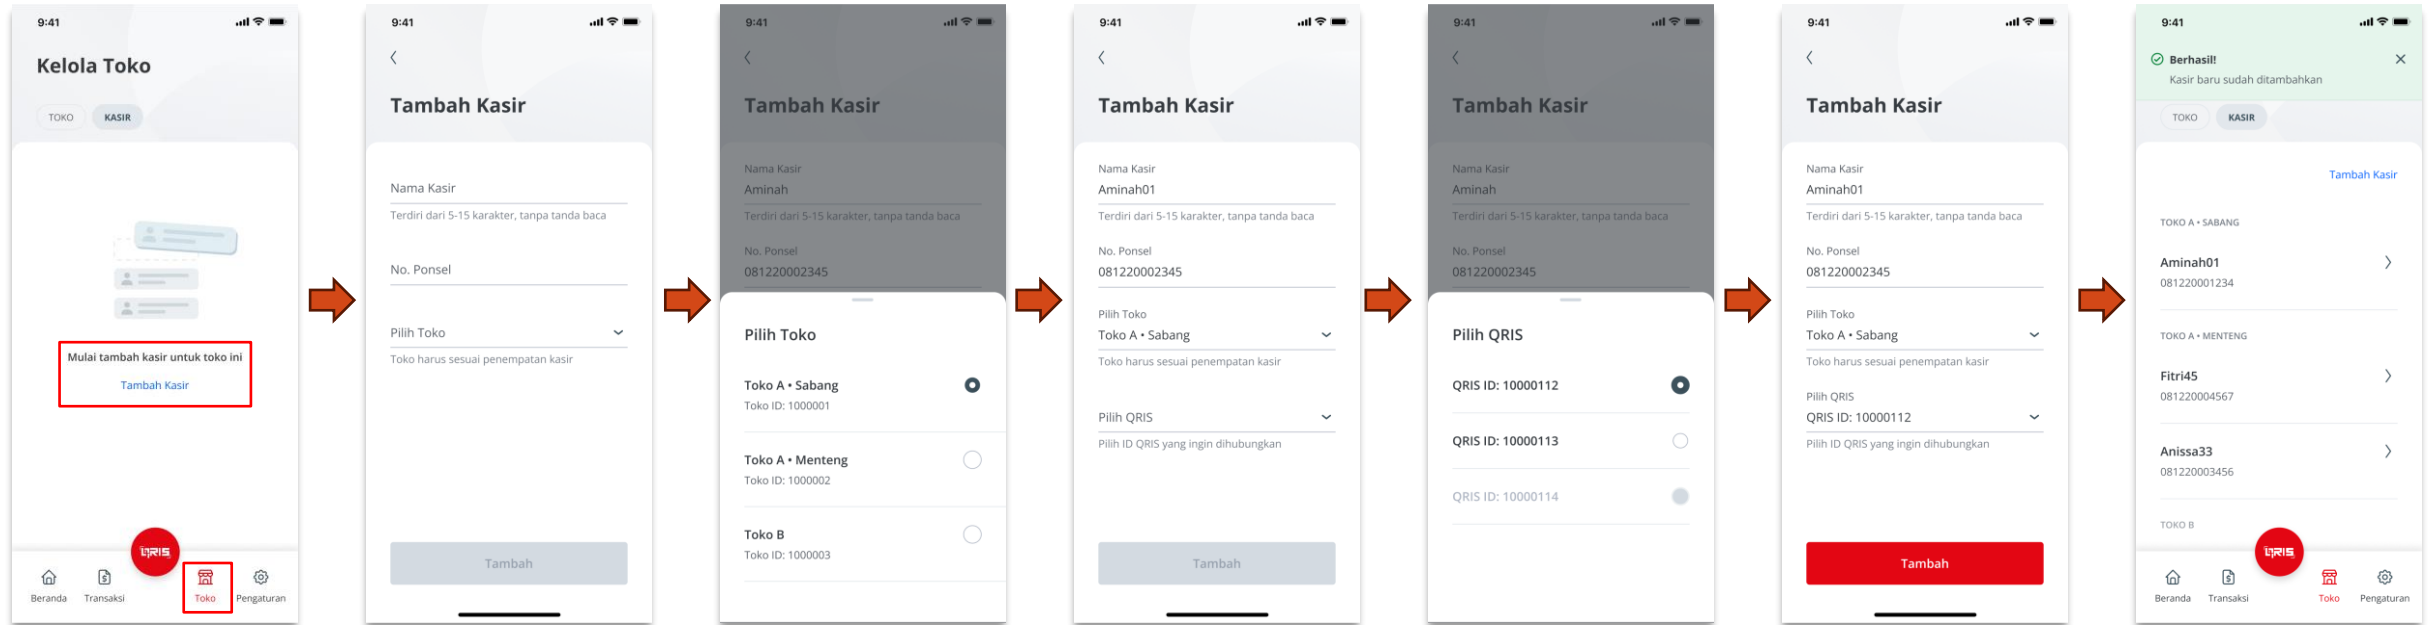 9:41
Kelola Toko
TOKO KASIR
Mulai tambah kasir untuk toko ini
Tambah Kasir
QRIS
Beranda Transaksi Toko Pengaturan
9:41
Tambah Kasir
Nama Kasir
Terdiri dari 5-15 karakter, tanpa tanda baca
No. Ponsel
Pilih Toko
Toko harus sesuai penempatan kasir
Tambah
9:41
Tambah Kasir
Nama Kasir
Aminah
Terdiri dari 5-15 karakter, tanpa tanda baca
No. Ponsel
081220002345
Pilih Toko
Toko A • Sabang
Toko ID: 1000001
Toko A • Menteng
Toko ID: 1000002
Toko B
Toko ID: 1000003
9:41
Tambah Kasir
Nama Kasir
Aminah01
Terdiri dari 5-15 karakter, tanpa tanda baca
No. Ponsel
081220002345
Pilih Toko
Toko A • Sabang
Toko harus sesuai penempatan kasir
Pilih QRIS
Pilih ID QRIS yang ingin dihubungkan
Tambah
9:41
Tambah Kasir
Nama Kasir
Aminah
Terdiri dari 5-15 karakter, tanpa tanda baca
No. Ponsel
081220002345
Pilih QRIS
QRIS ID: 10000112
QRIS ID: 10000113
QRIS ID: 10000114
9:41
Tambah Kasir
Nama Kasir
Aminah01
Terdiri dari 5-15 karakter, tanpa tanda baca
No. Ponsel
081220002345
Pilih Toko
Toko A • Sabang
Toko harus sesuai penempatan kasir
Pilih QRIS
QRIS ID: 10000112
Pilih ID QRIS yang ingin dihubungkan
Tambah
9:41
Berhasil!
Kasir baru sudah ditambahkan
TOKO KASIR
Tambah Kasir
TOKO A • SABANG
Aminah01
081220001234
TOKO A • MENTENG
Fitri45
081220004567
Anissa33
081220003456
TOKO B
QRIS
Beranda Transaksi Toko Pengaturan